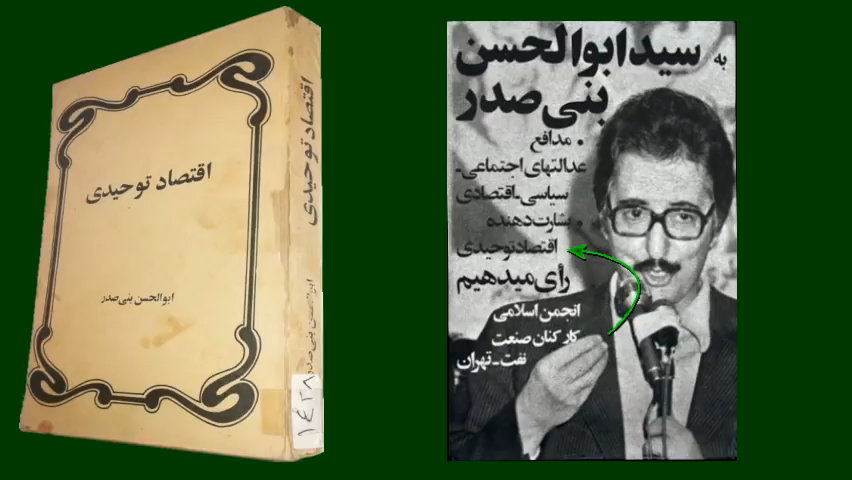 اقتصاد توحیدی
ابوالحسن بنی‌صدر
اقتصاد توحیدی
ابوالحسن بنی صدر
۱۴۲۸
به سیدابوالحسن
بنی‌صدر
• مدافع
عدالتهای اجتماعی-
سیاسی-اقتصادی
• بشارت‌دهنده
اقتصادتوحیدی
رأی‌میدهیم
انجمن اسلامی
کارکنان صنعت
نفت-تهران